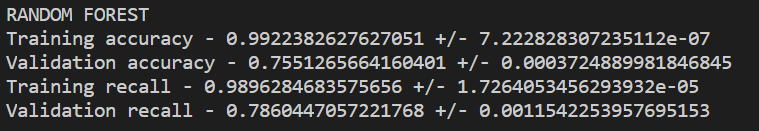 RANDOM FOREST
Training accuracy - 0.9922382627627051 +/- 7.222828307235112e-07
Validation accuracy - 0.7551265664160401 +/- 0.0003724889981846845
Training recall - 0.9896284683575656 +/- 1.7264053456293932e-05
Validation recall - 0.7860447057221768 +/- 0.0011542253957695153